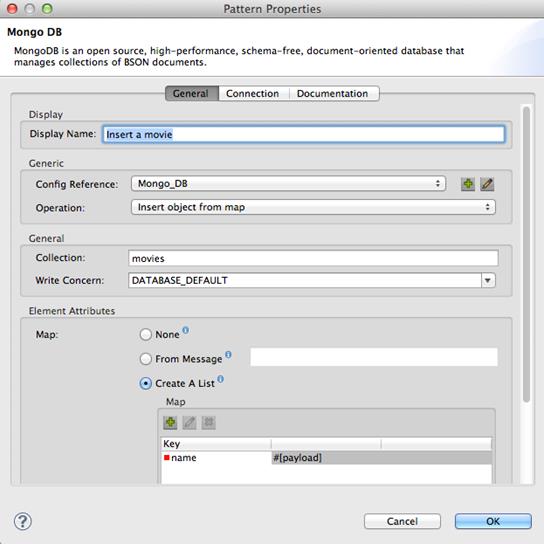 Pattern Properties
Mongo DB
MongoDB is an open source, high-performance, schema-free, document-oriented database that
manages collections of BSON documents.
General Connection Documentation
Display
Display Name: Insert a movie
Generic
Config Reference: Mongo_DB
Operation: Insert object from map
General
Collection: movies
Write Concern: DATABASE_DEFAULT
Element Attributes
Map: None
From Message
Create A List
Map
Key
name #[payload]
? Cancel OK